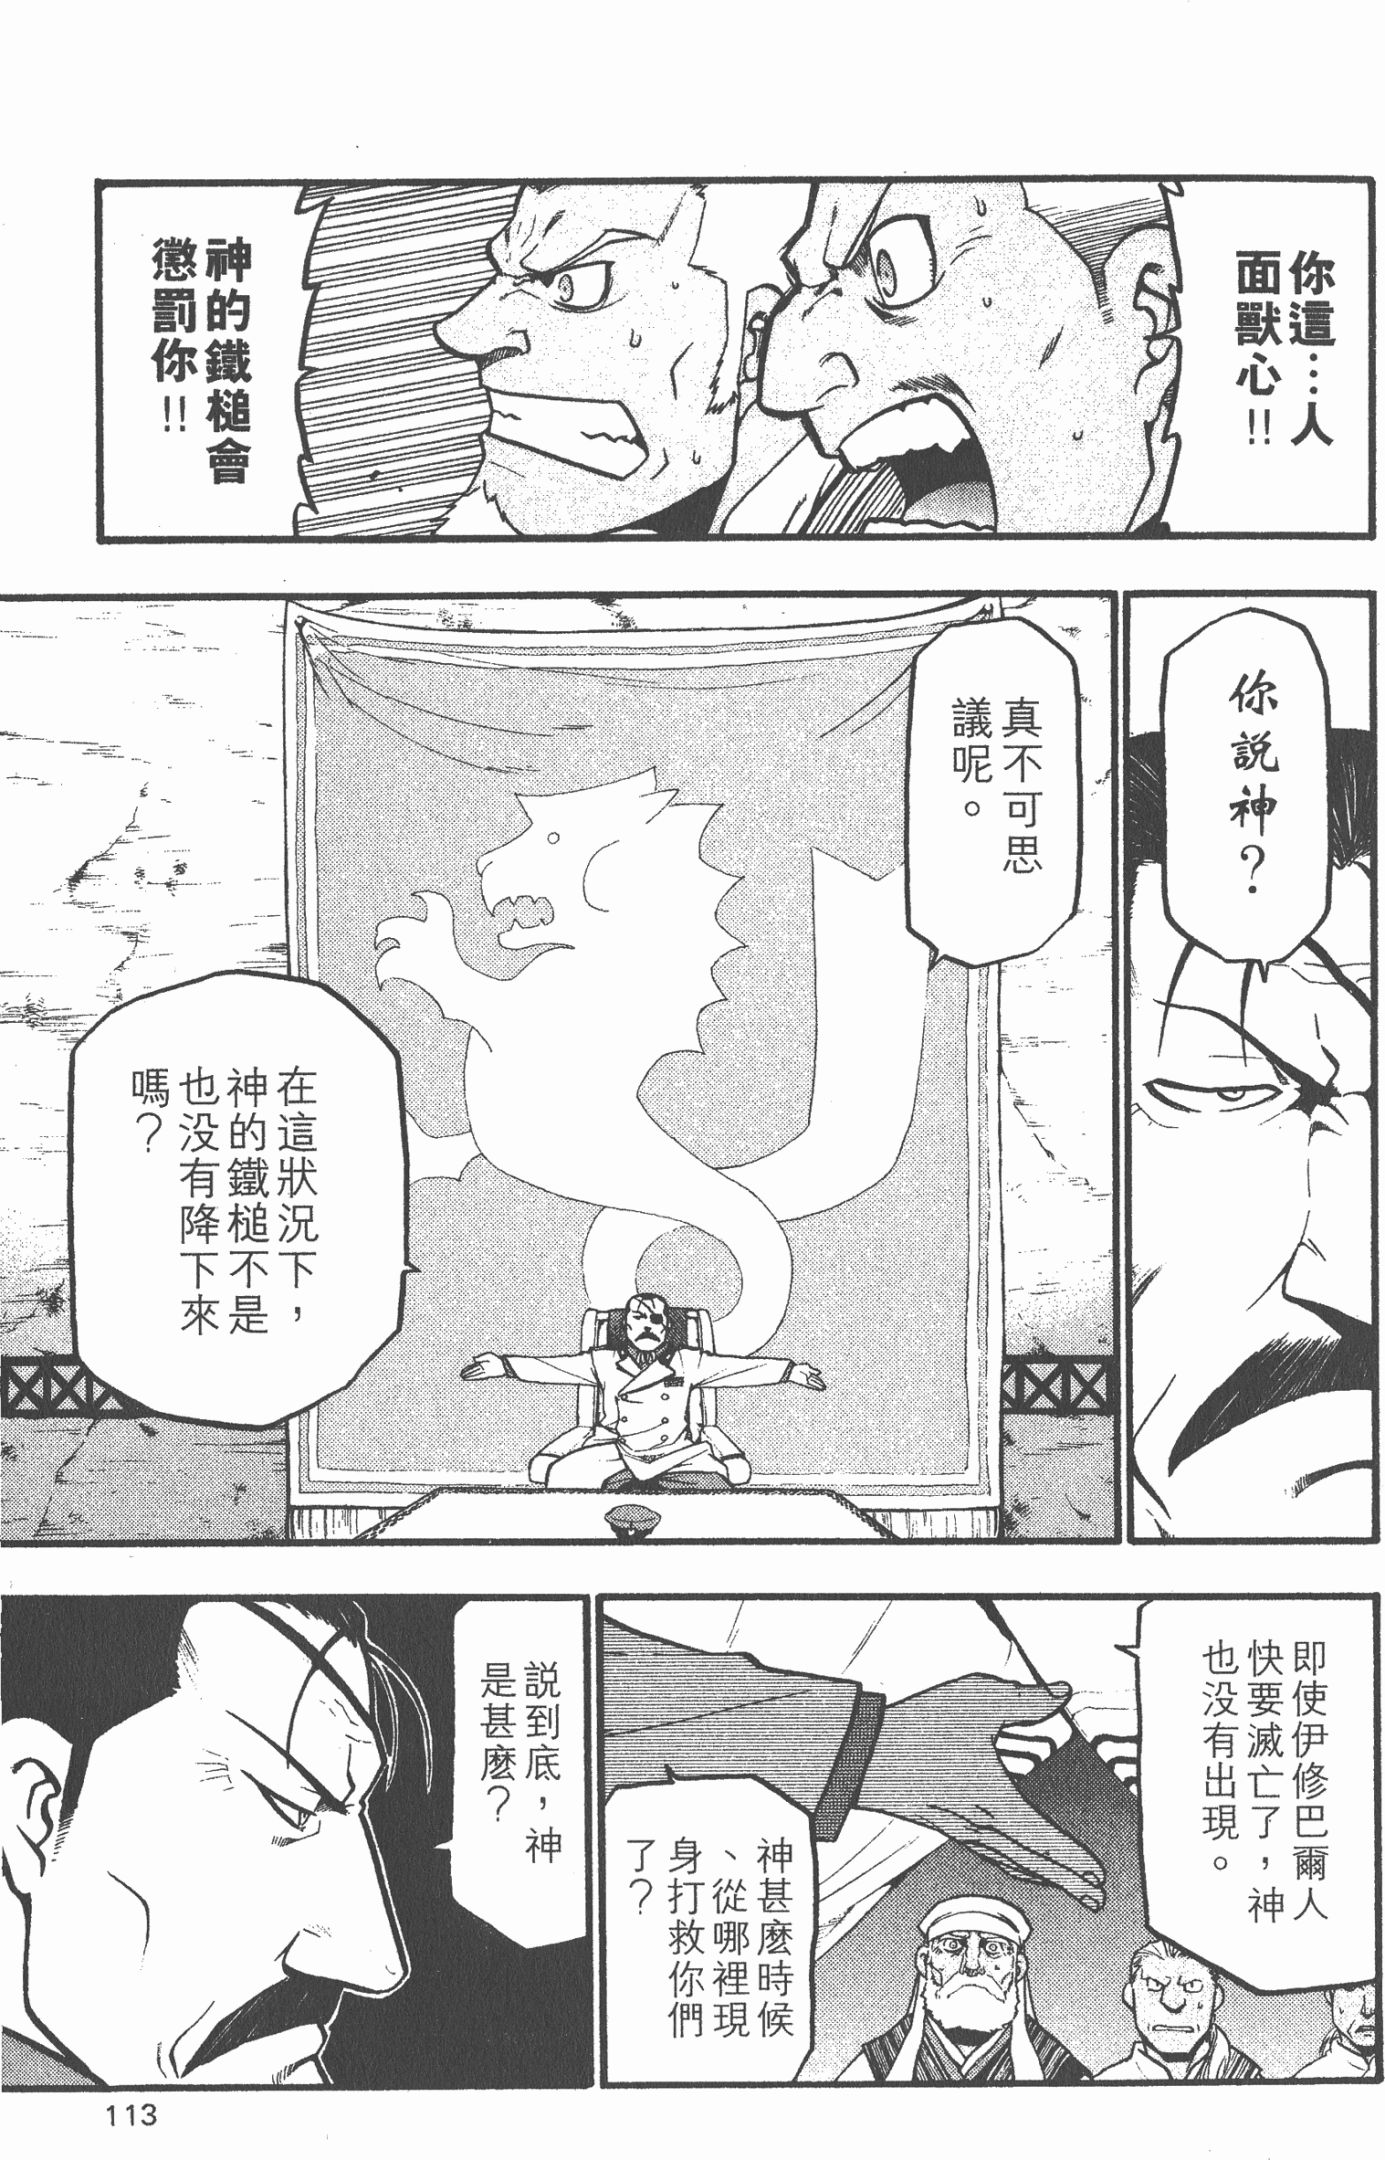 你這…人
面獸心!!
神的鐵槌會
懲罰你!!
你說神？
真不可思
議呢。
在這狀況下，
神的鐵槌不是
也没有降下來
嗎？
即使伊修巴爾人
快要滅亡了，神
也没有出現。
神甚麼時候
、從哪裡現
身打救你們
了？
説到底，神
是甚麼？
113